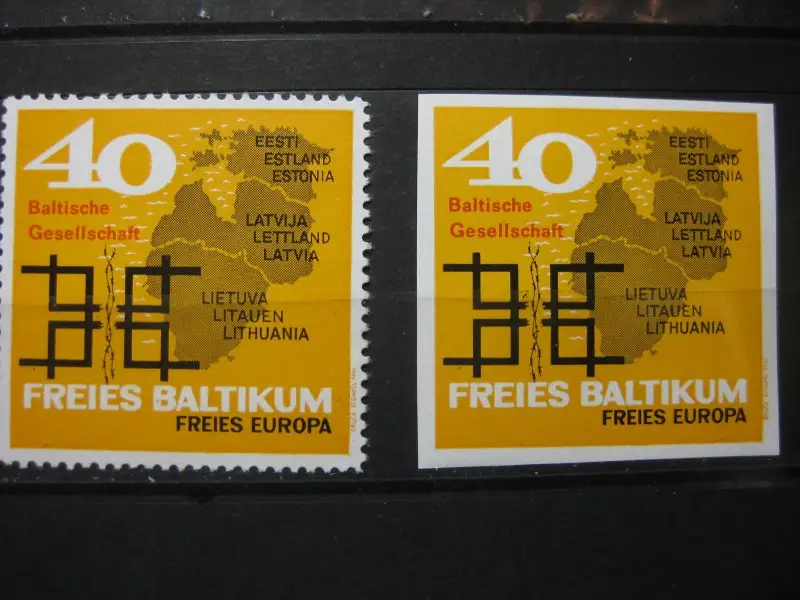 40
Baltische
Gesellschaft
EESTI
ESTLAND
ESTONIA
LATVIJA
LETTLAND
LATVIA
LIETUVA
LITAUEN
LITHUANIA
FREIES BALTIKUM
FREIES EUROPA
40
Baltische
Gesellschaft
EESTI
ESTLAND
ESTONIA
LATVIJA
LETTLAND
LATVIA
LIETUVA
LITAUEN
LITHUANIA
FREIES BALTIKUM
FREIES EUROPA